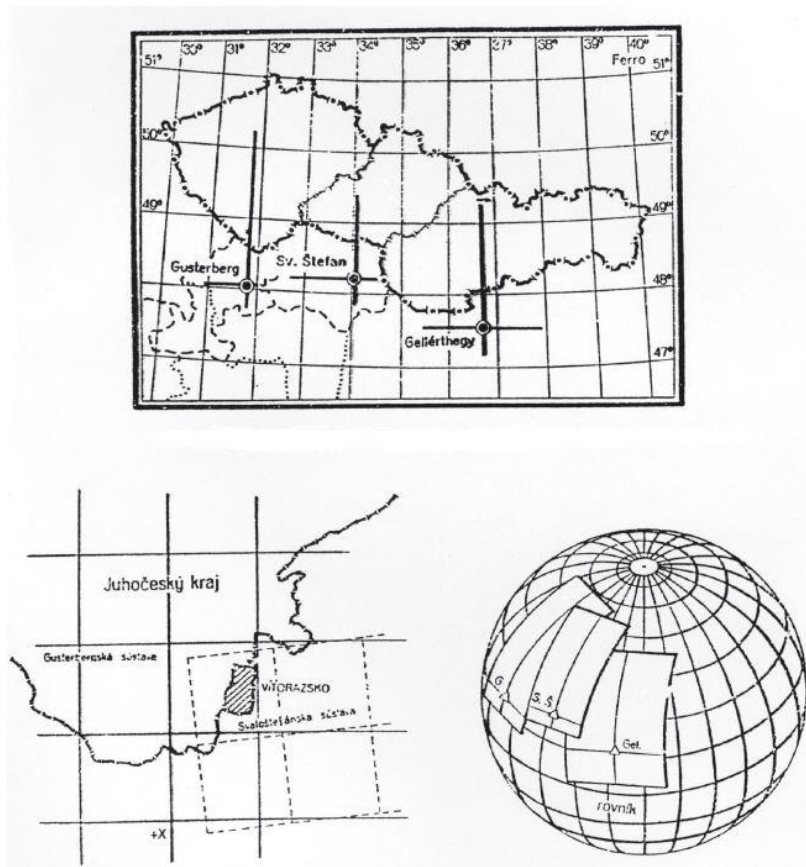 30° 31° 32° 33° 34° 35° 36° 37° 38° 39° 40°
Ferro
51° 51°
50° 50°
49° 49°
Gusterberg
Sv. Štefan
48° 48°
Gellérthegy
47° 47°
Juhočeský kraj
Gusterbergská sústava
VITORAZSKO
Svätoštefánska sústava
+X
G.
S.Š.
Gel.
rovník